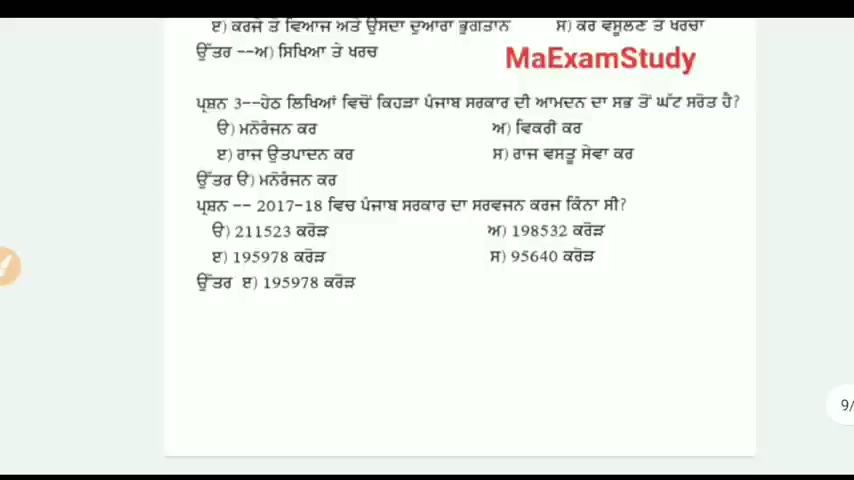 ੲ) ਕਰਜੇ ਤੇ ਵਿਆਜ ਅਤੇ ਉਸਦਾ ਦੁਆਰਾ ਭੁਗਤਾਨ ਸ) ਕਰ ਵਸੂਲਣ ਤੇ ਖਰਚਾ
ਉੱਤਰ --ਅ) ਸਿਖਿਆ ਤੇ ਖਰਚ
MaExamStudy
ਪ੍ਰਸ਼ਨ 3--ਹੇਠ ਲਿਖਿਆਂ ਵਿਚੋਂ ਕਿਹੜਾ ਪੰਜਾਬ ਸਰਕਾਰ ਦੀ ਆਮਦਨ ਦਾ ਸਭ ਤੋਂ ਘੱਟ ਸਰੋਤ ਹੈ?
ੳ) ਮਨੋਰੰਜਨ ਕਰ ਅ) ਵਿਕਰੀ ਕਰ
ੲ) ਰਾਜ ਉਤਪਾਦਨ ਕਰ ਸ) ਰਾਜ ਵਸਤੂ ਸੇਵਾ ਕਰ
ਉੱਤਰ ੳ) ਮਨੋਰੰਜਨ ਕਰ
ਪ੍ਰਸ਼ਨ -- 2017-18 ਵਿਚ ਪੰਜਾਬ ਸਰਕਾਰ ਦਾ ਸਰਵਜਨ ਕਰਜ ਕਿੰਨਾ ਸੀ?
ੳ) 211523 ਕਰੋੜ ਅ) 198532 ਕਰੋੜ
ੲ) 195978 ਕਰੋੜ ਸ) 95640 ਕਰੋੜ
ਉੱਤਰ ੲ) 195978 ਕਰੋੜ
9/